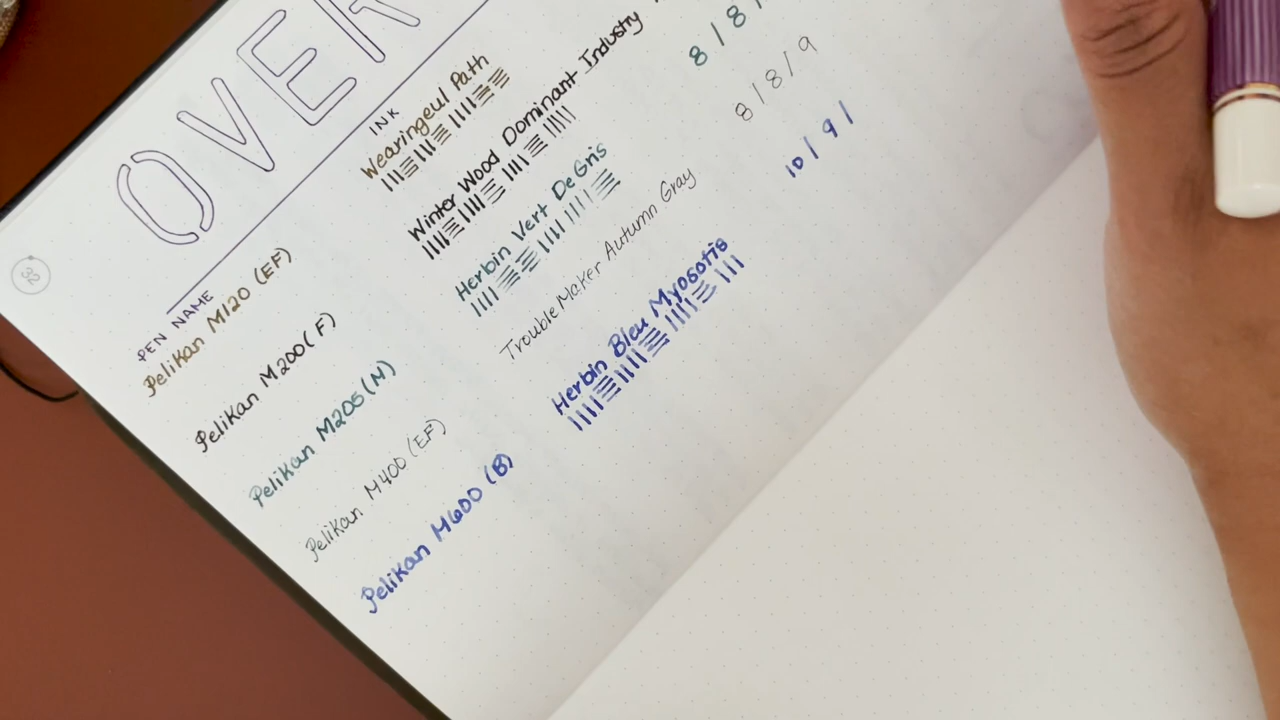 OVER
PEN NAME INK
Pelikan M120 (EF) Wearingeul Path
Pelikan M200 (F) Winter Wood Dominant Industry
Pelikan M205 (M) Herbin Vert De Gris 8/8/
Pelikan M400 (EF) TroubleMaker Autumn Gray 8/8/9
Pelikan M600 (B) Herbin Bleu Myosotis 10/9/
32